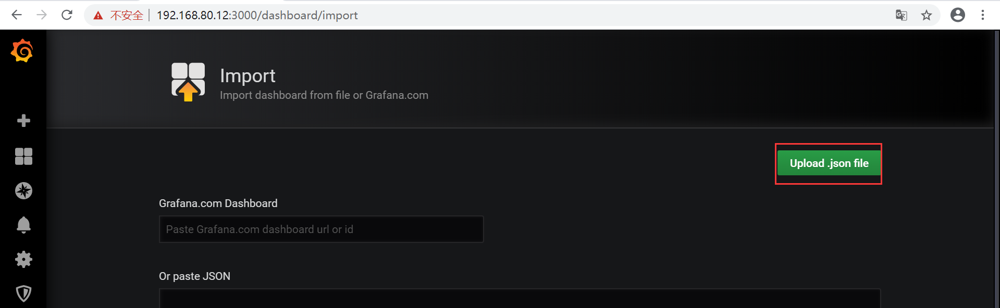 不安全 192.168.80.12:3000/dashboard/import
Import
Import dashboard from file or Grafana.com
Upload .json file
Grafana.com Dashboard
Paste Grafana.com dashboard url or id
Or paste JSON